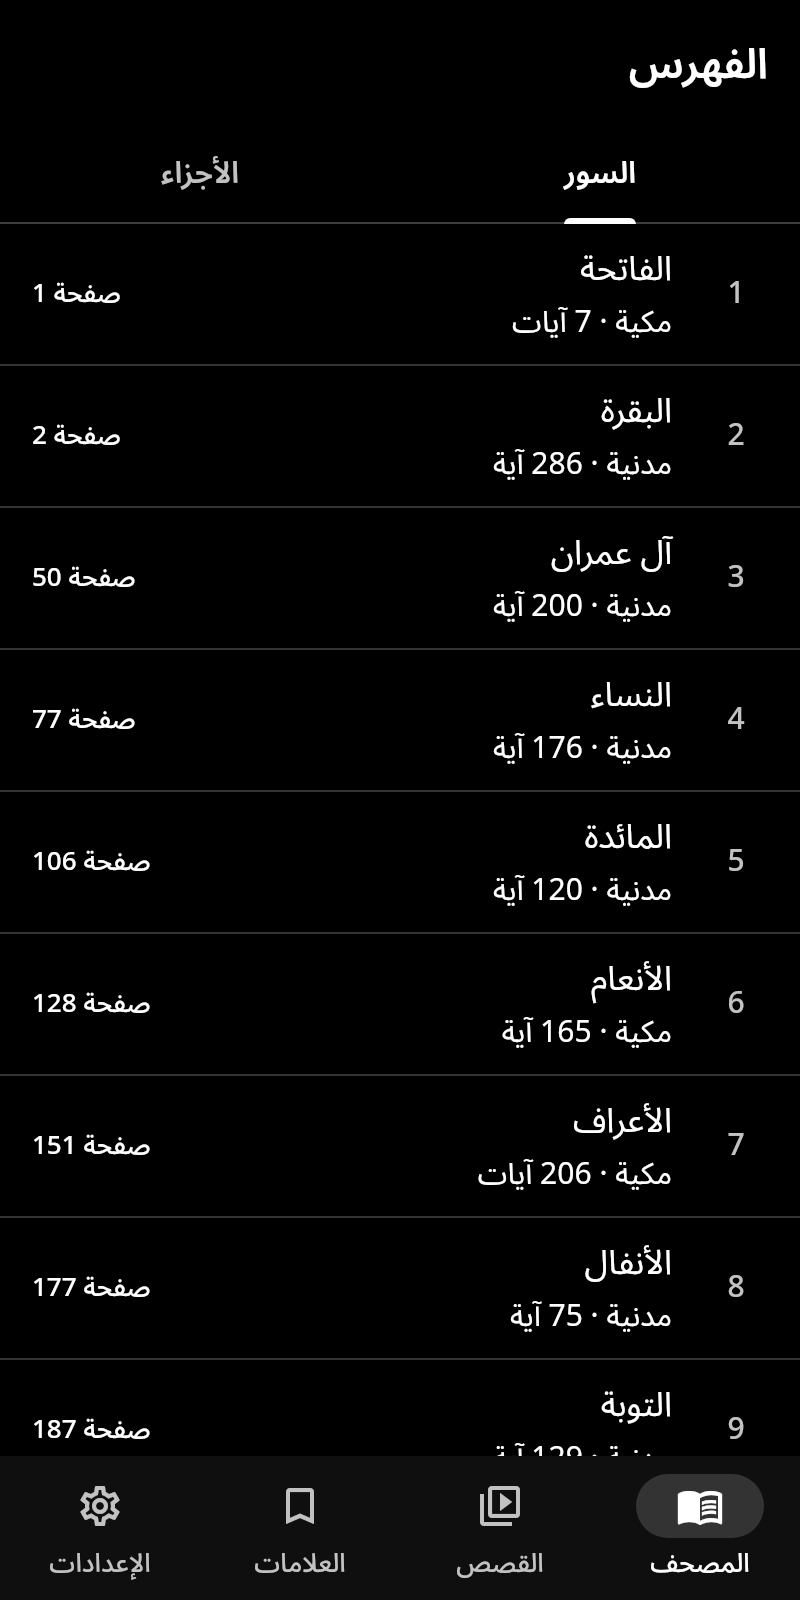 الفهرس
السور
الأجزاء
1
الفاتحة
مكية · 7 آيات
صفحة 1
2
البقرة
مدنية · 286 آية
صفحة 2
3
آل عمران
مدنية · 200 آية
صفحة 50
4
النساء
مدنية · 176 آية
صفحة 77
5
المائدة
مدنية · 120 آية
صفحة 106
6
الأنعام
مكية · 165 آية
صفحة 128
7
الأعراف
مكية · 206 آيات
صفحة 151
8
الأنفال
مدنية · 75 آية
صفحة 177
9
التوبة
مدنية · 129 آية
صفحة 187
المصحف
القصص
العلامات
الإعدادات